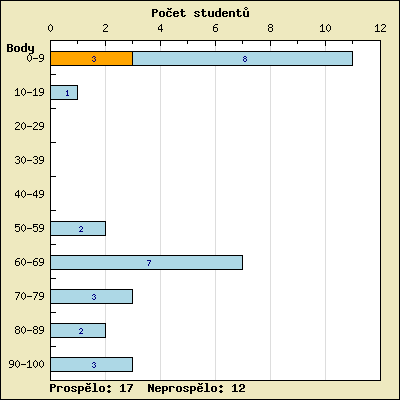 Počet studentů
0 2 4 6 8 10 12
Body
0-9 3 8
10-19 1
20-29
30-39
40-49
50-59 2
60-69 7
70-79 3
80-89 2
90-100 3
Prospělo: 17 Neprospělo: 12